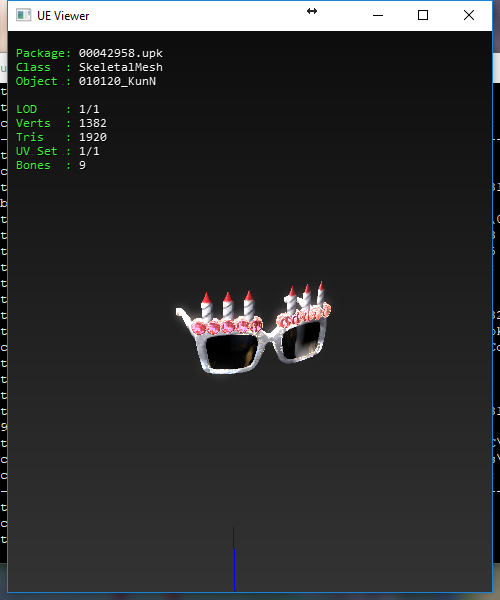 UE Viewer
Package: 00042958.upk
Class : SkeletalMesh
Object : 010120_KunN
LOD : 1/1
Verts : 1382
Tris : 1920
UV Set : 1/1
Bones : 9